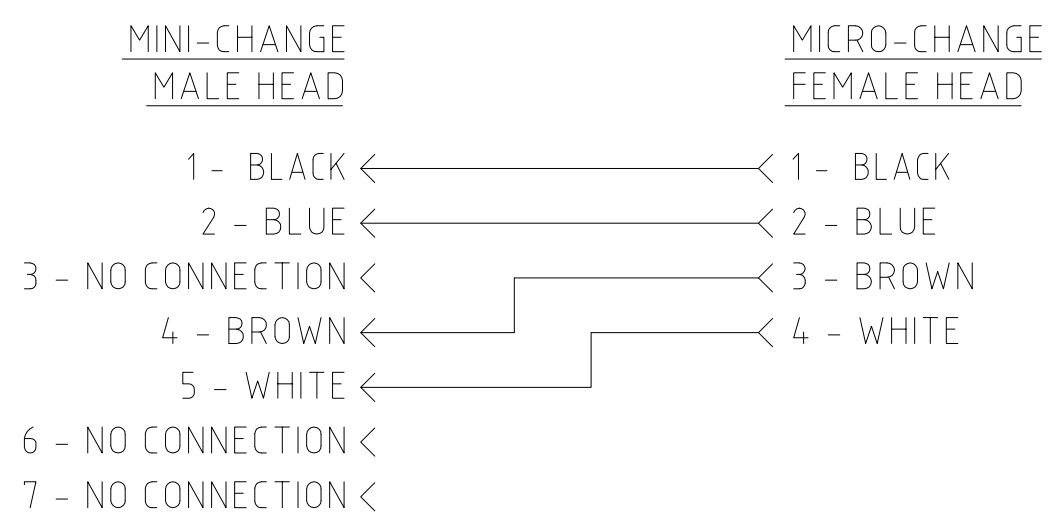 MINI-CHANGE
MALE HEAD
MICRO-CHANGE
FEMALE HEAD
1 - BLACK
1 - BLACK
2 - BLUE
2 - BLUE
3 - NO CONNECTION
3 - BROWN
4 - BROWN
4 - WHITE
5 - WHITE
6 - NO CONNECTION
7 - NO CONNECTION